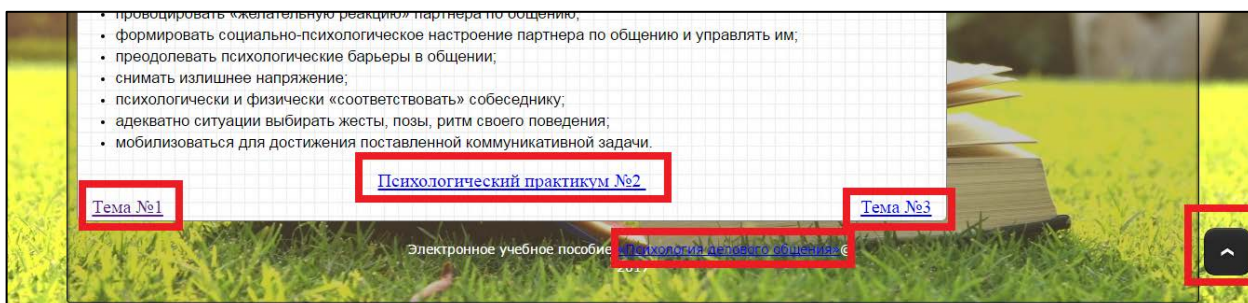 провоцировать «желательную реакцию» партнера по общению;
формировать социально-психологическое настроение партнера по общению и управлять им;
преодолевать психологические барьеры в общении;
снимать излишнее напряжение;
психологически и физически «соответствовать» собеседнику;
адекватно ситуации выбирать жесты, позы, ритм своего поведения;
мобилизоваться для достижения поставленной коммуникативной задачи.
Психологический практикум №2
Тема №1
Тема №3
Электронное учебное пособие «Психология делового общения»©
2017